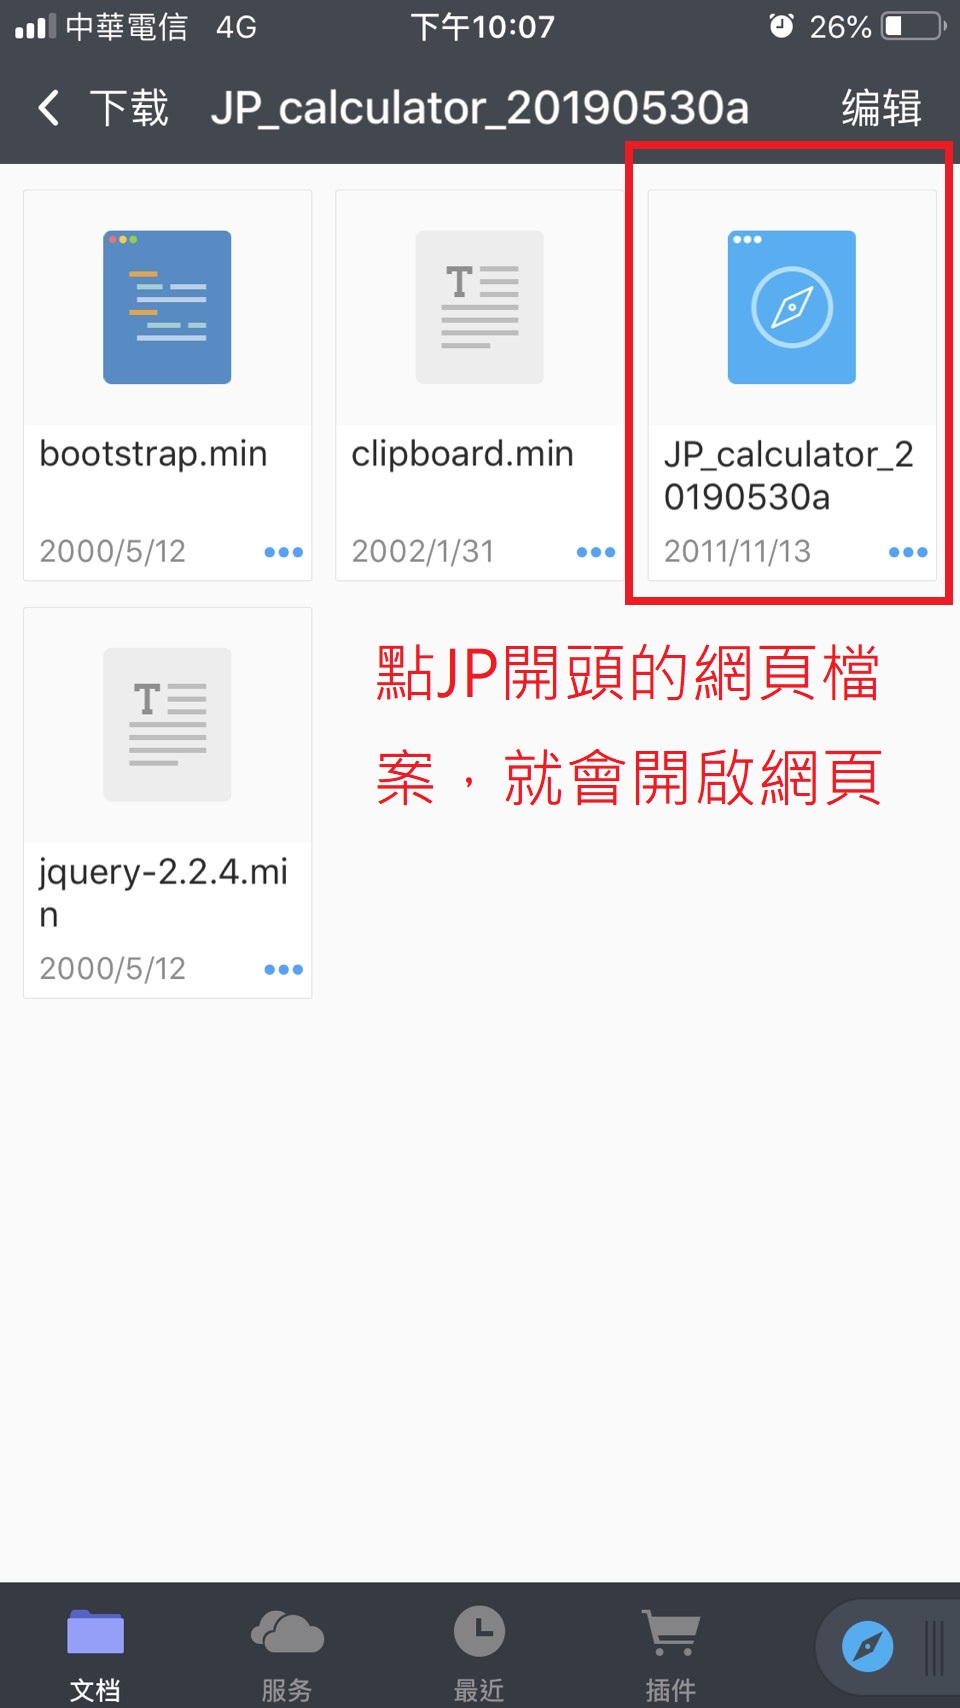 中華電信 4G 下午10:07 26%
下载 JP_calculator_20190530a 编辑
bootstrap.min
2000/5/12
clipboard.min
2002/1/31
JP_calculator_2
0190530a
2011/11/13
jquery-2.2.4.mi
n
2000/5/12
點JP開頭的網頁檔
案，就會開啟網頁
文档 服务 最近 插件